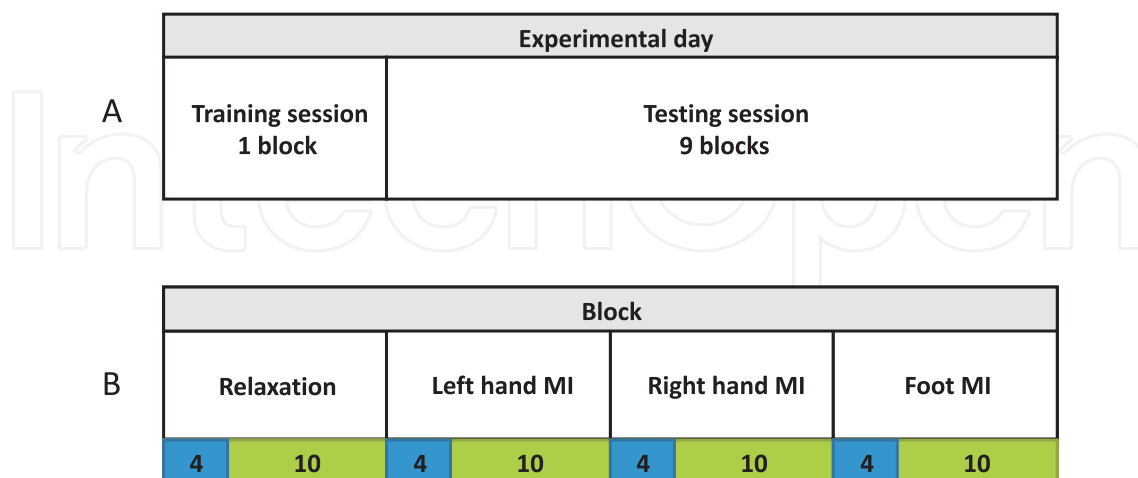 Experimental day
A
Training session
1 block
Testing session
9 blocks
IntechOpen
Block
B
Relaxation
Left hand MI
Right hand MI
Foot MI
4 10 4 10 4 10 4 10